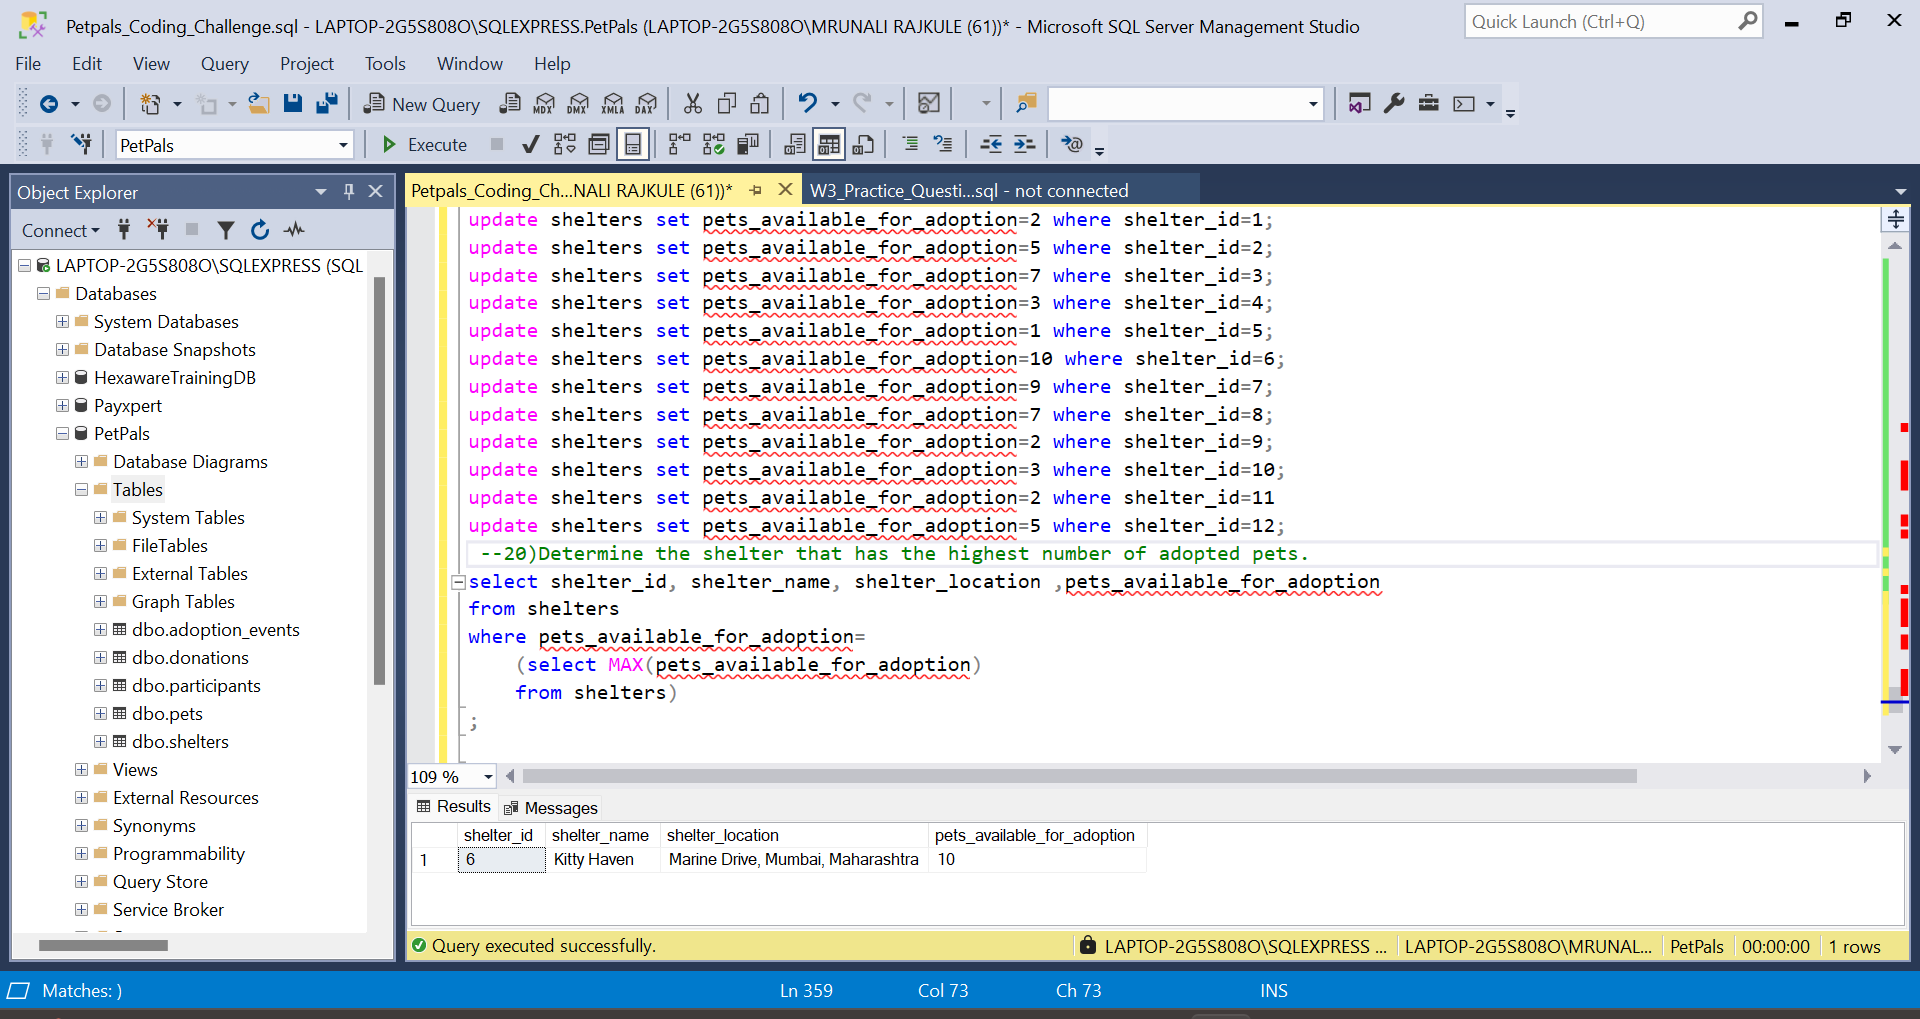 Petpals_Coding_Challenge.sql - LAPTOP-2G5S808O\SQLEXPRESS.PetPals (LAPTOP-2G5S808O\MRUNALI RAJKULE (61))* - Microsoft SQL Server Management Studio
Quick Launch (Ctrl+Q)
File Edit View Query Project Tools Window Help
New Query MDX DMX XMLA DAX
PetPals Execute
Object Explorer
Connect
LAPTOP-2G5S808O\SQLEXPRESS (SQL
Databases
System Databases
Database Snapshots
HexawareTrainingDB
Payxpert
PetPals
Database Diagrams
Tables
System Tables
FileTables
External Tables
Graph Tables
dbo.adoption_events
dbo.donations
dbo.participants
dbo.pets
dbo.shelters
Views
External Resources
Synonyms
Programmability
Query Store
Service Broker
Petpals_Coding_Ch...NALI RAJKULE (61))* W3_Practice_Questi...sql - not connected
update shelters set pets_available_for_adoption=2 where shelter_id=1;
update shelters set pets_available_for_adoption=5 where shelter_id=2;
update shelters set pets_available_for_adoption=7 where shelter_id=3;
update shelters set pets_available_for_adoption=3 where shelter_id=4;
update shelters set pets_available_for_adoption=1 where shelter_id=5;
update shelters set pets_available_for_adoption=10 where shelter_id=6;
update shelters set pets_available_for_adoption=9 where shelter_id=7;
update shelters set pets_available_for_adoption=7 where shelter_id=8;
update shelters set pets_available_for_adoption=2 where shelter_id=9;
update shelters set pets_available_for_adoption=3 where shelter_id=10;
update shelters set pets_available_for_adoption=2 where shelter_id=11
update shelters set pets_available_for_adoption=5 where shelter_id=12;
--20)Determine the shelter that has the highest number of adopted pets.
select shelter_id, shelter_name, shelter_location ,pets_available_for_adoption
from shelters
where pets_available_for_adoption=
(select MAX(pets_available_for_adoption)
from shelters)
;
109 %
Results Messages
shelter_id shelter_name shelter_location pets_available_for_adoption
1 6 Kitty Haven Marine Drive, Mumbai, Maharashtra 10
Query executed successfully. LAPTOP-2G5S808O\SQLEXPRESS ... LAPTOP-2G5S808O\MRUNAL... PetPals 00:00:00 1 rows
Matches: ) Ln 359 Col 73 Ch 73 INS